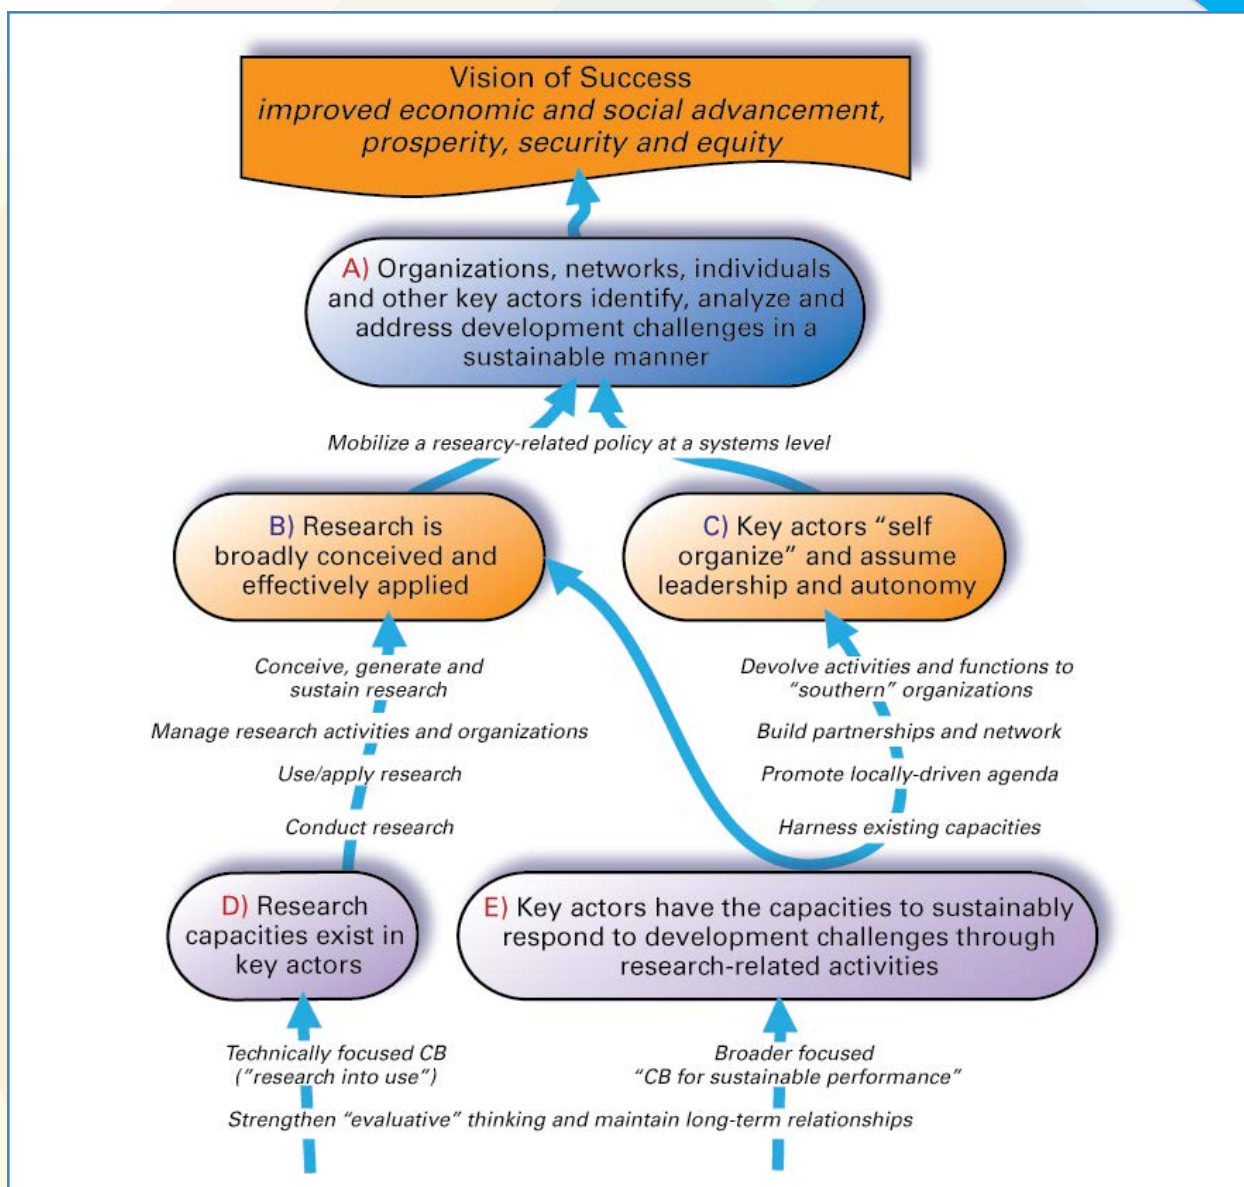 Vision of Success
improved economic and social advancement,
prosperity, security and equity
A) Organizations, networks, individuals
and other key actors identify, analyze and
address development challenges in a
sustainable manner
Mobilize a researcy-related policy at a systems level
B) Research is
broadly conceived and
effectively applied
C) Key actors “self
organize” and assume
leadership and autonomy
Conceive, generate and
sustain research
Manage research activities and organizations
Use/apply research
Conduct research
Devolve activities and functions to
“southern” organizations
Build partnerships and network
Promote locally-driven agenda
Harness existing capacities
D) Research
capacities exist in
key actors
E) Key actors have the capacities to sustainably
respond to development challenges through
research-related activities
Technically focused CB
(”research into use”)
Broader focused
“CB for sustainable performance”
Strengthen “evaluative” thinking and maintain long-term relationships